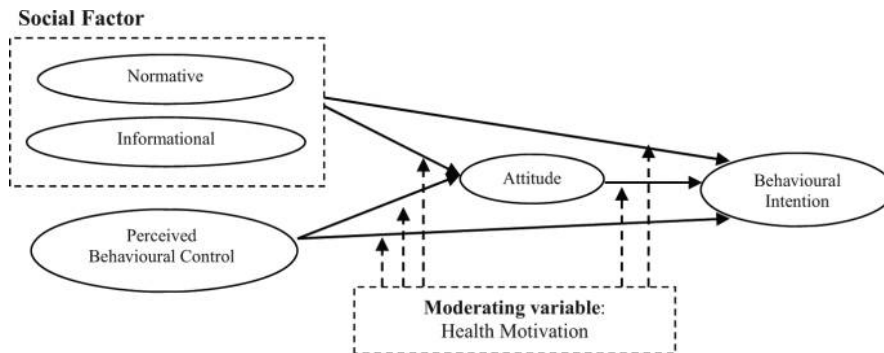 Social Factor
Normative
Informational
Attitude
Behavioural
Intention
Perceived
Behavioural Control
Moderating variable:
Health Motivation